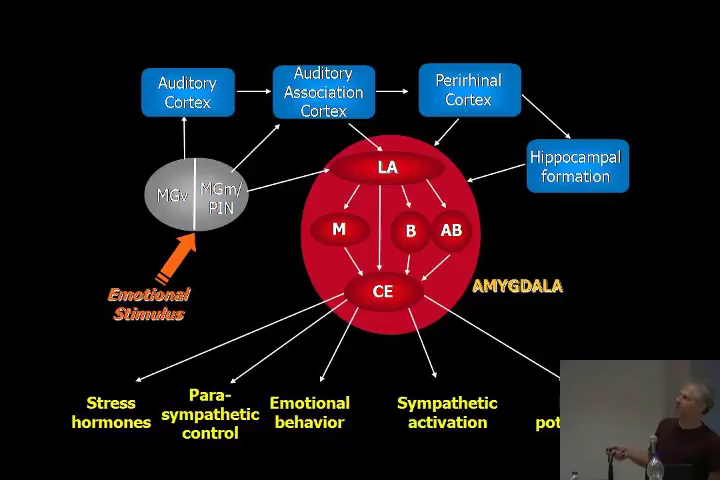 Auditory
Cortex
Auditory
Association
Cortex
Perirhinal
Cortex
Hippocampal
formation
MGv
MGm/
PIN
LA
M
B
AB
CE
AMYGDALA
Emotional
Stimulus
Stress
hormones
Para-
sympathetic
control
Emotional
behavior
Sympathetic
activation